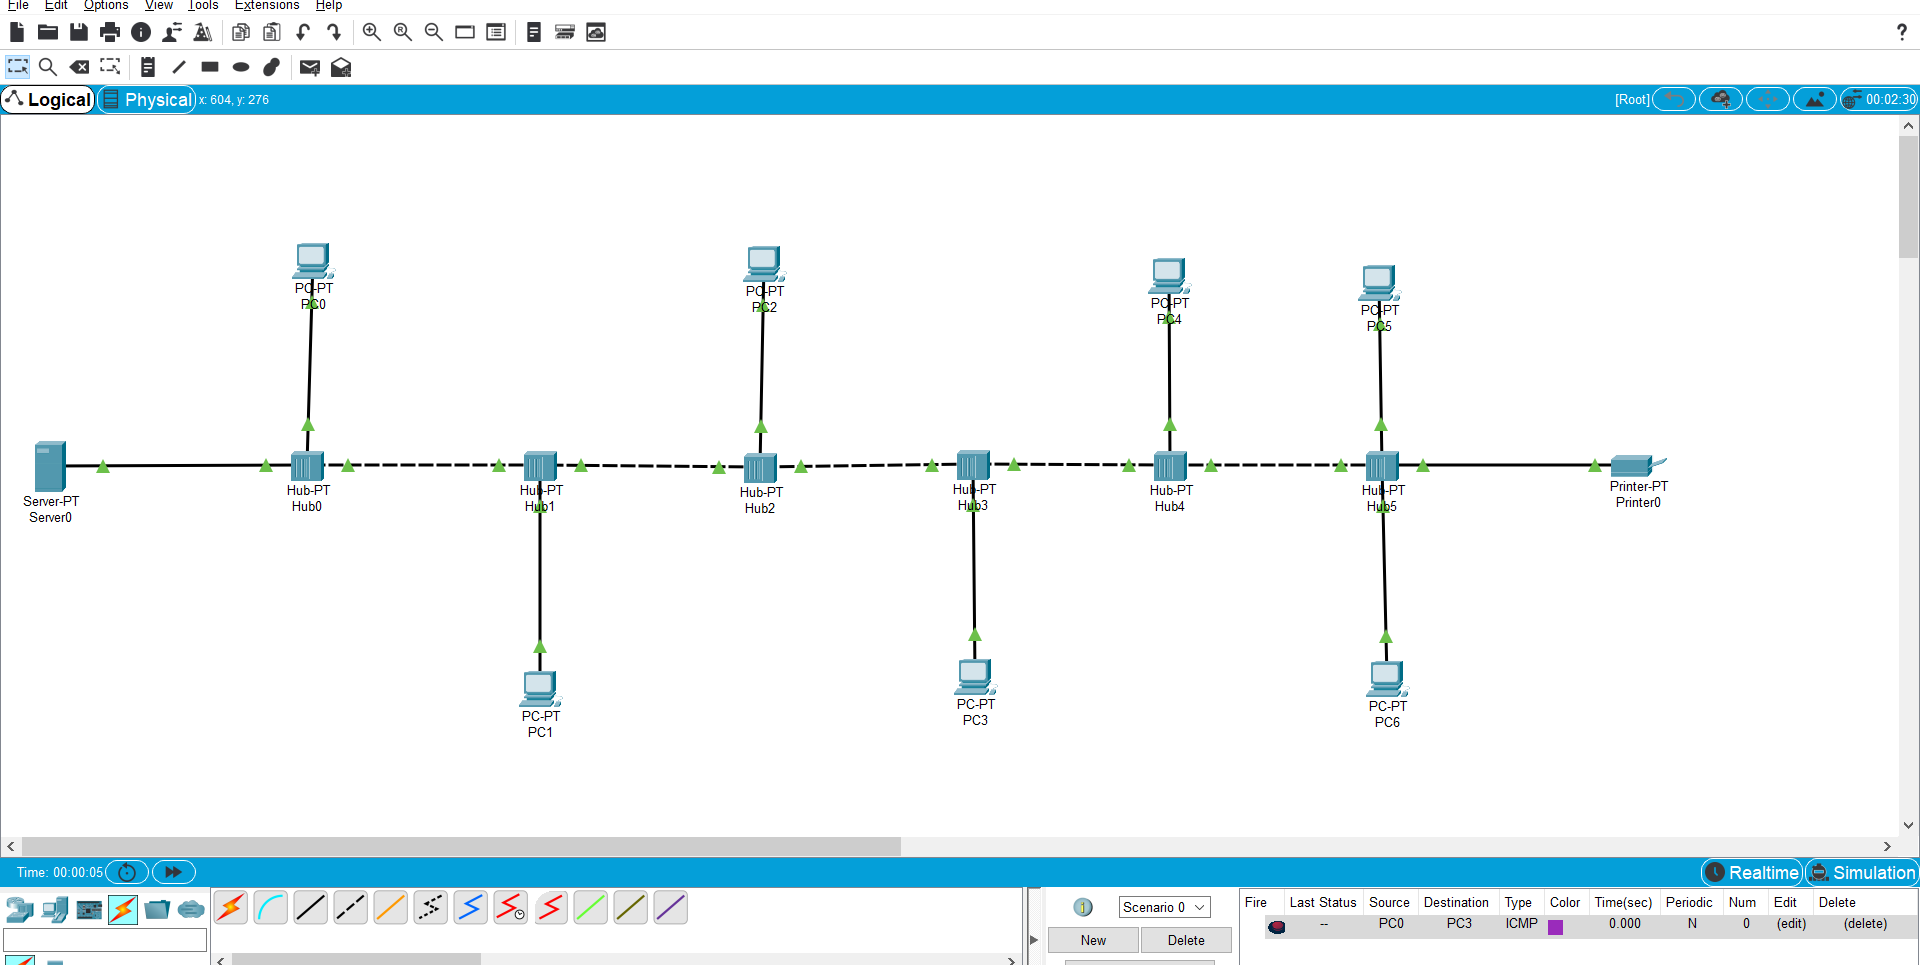 File Edit Options View Tools Extensions Help
?
Logical Physical x: 604, y: 276 [Root] 00:02:30
PC-PT
PC0
PC-PT
PC2
PC-PT
PC4
PC-PT
PC5
Server-PT
Server0
Hub-PT
Hub0
Hub-PT
Hub1
Hub-PT
Hub2
Hub-PT
Hub3
Hub-PT
Hub4
Hub-PT
Hub5
Printer-PT
Printer0
PC-PT
PC1
PC-PT
PC3
PC-PT
PC6
Time: 00:00:05 Realtime Simulation
Scenario 0
New Delete
Fire Last Status Source Destination Type Color Time(sec) Periodic Num Edit Delete
-- PC0 PC3 ICMP 0.000 N 0 (edit) (delete)